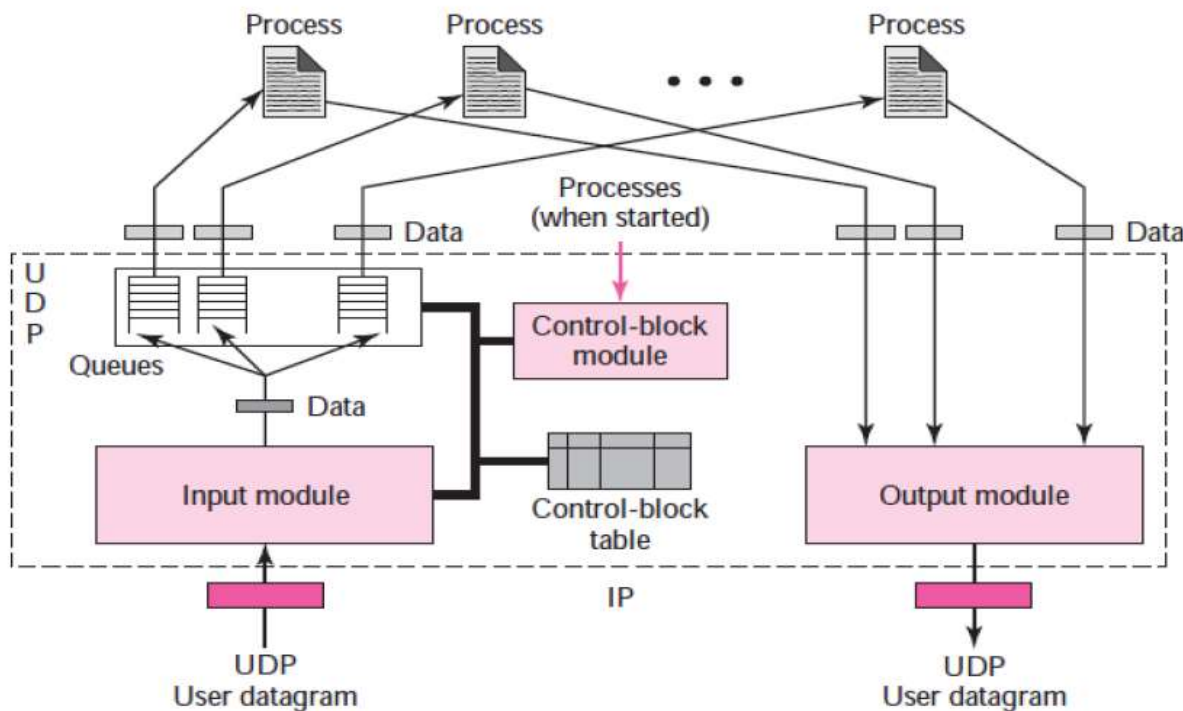 Process
Process
Process
Processes
(when started)
Data
Data
U
D
P
Control-block
module
Queues
Data
Input module
Control-block
table
Output module
IP
UDP
User datagram
UDP
User datagram